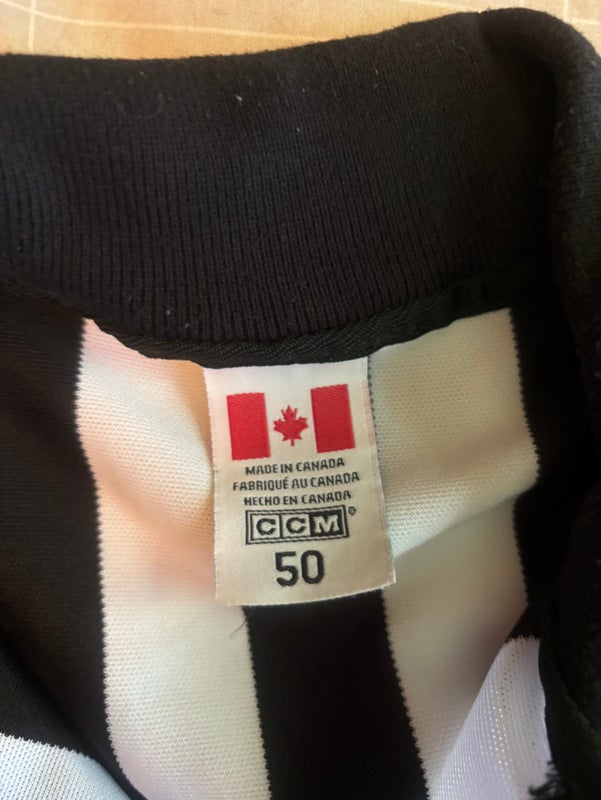 MADE IN CANADA
FABRIQUÉ AU CANADA
HECHO EN CANADA
CCM®
50